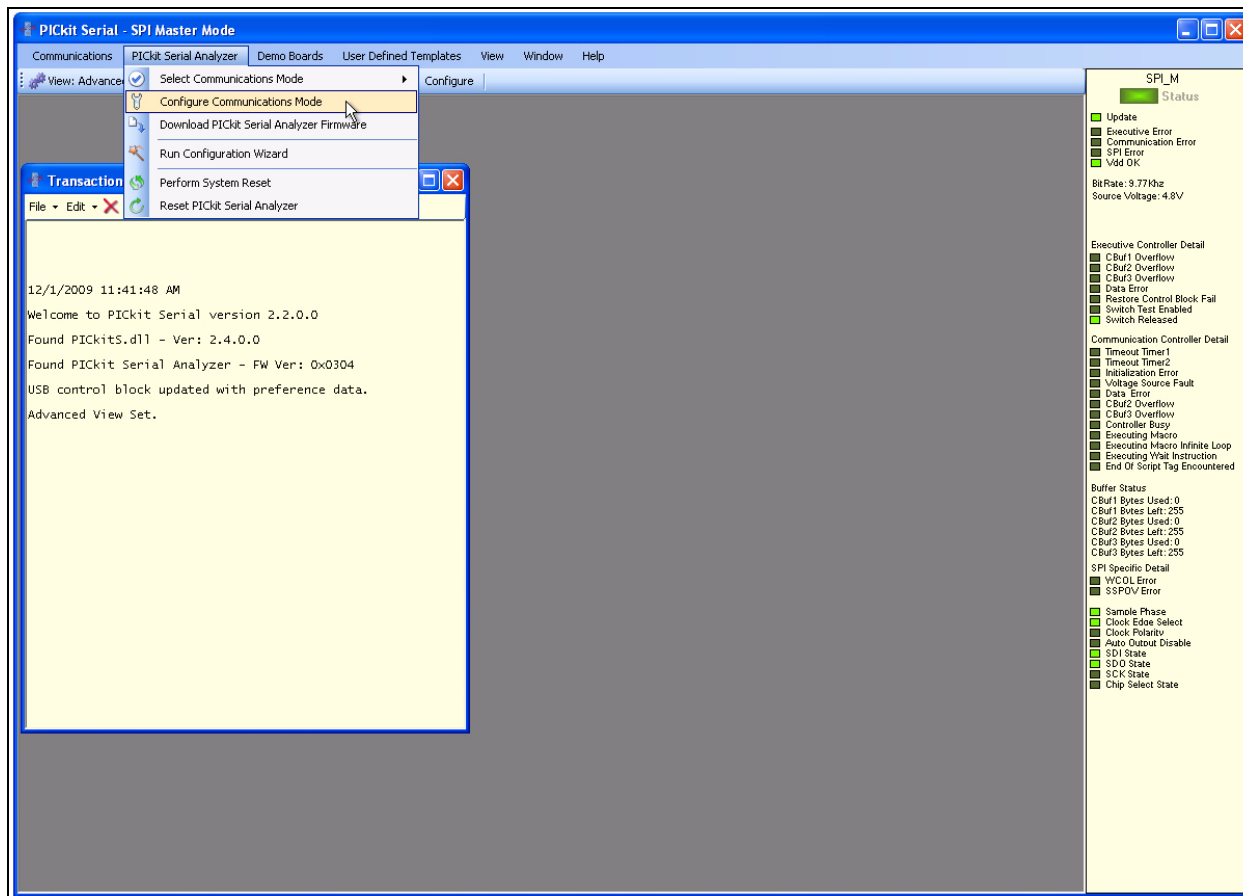 PICkit Serial - SPI Master Mode
Communications PICkit Serial Analyzer Demo Boards User Defined Templates View Window Help
View: Advance Configure
Select Communications Mode
Configure Communications Mode
Download PICkit Serial Analyzer Firmware
Run Configuration Wizard
Perform System Reset
Reset PICkit Serial Analyzer
Transaction
File Edit
12/1/2009 11:41:48 AM
Welcome to PICkit Serial version 2.2.0.0
Found PICkitS.dll - Ver: 2.4.0.0
Found PICkit Serial Analyzer - FW Ver: 0x0304
USB control block updated with preference data.
Advanced View Set.
SPI_M
Status
Update
Executive Error
Communication Error
SPI Error
Vdd OK
BitRate: 9.77Khz
Source Voltage: 4.8V
Executive Controller Detail
CBuf1 Overflow
CBuf2 Overflow
CBuf3 Overflow
Data Error
Restore Control Block Fail
Switch Test Enabled
Switch Released
Communication Controller Detail
Timeout Timer1
Timeout Timer2
Initialization Error
Voltage Source Fault
Data Error
CBuf2 Overflow
CBuf3 Overflow
Controller Busy
Executing Macro
Executing Macro Infinite Loop
Executing Wait Instruction
End Of Script Tag Encountered
Buffer Status
CBuf1 Bytes Used: 0
CBuf1 Bytes Left: 255
CBuf2 Bytes Used: 0
CBuf2 Bytes Left: 255
CBuf3 Bytes Used: 0
CBuf3 Bytes Left: 255
SPI Specific Detail
WCOL Error
SSPOV Error
Sample Phase
Clock Edge Select
Clock Polarity
Auto Output Disable
SDI State
SDO State
SCK State
Chip Select State